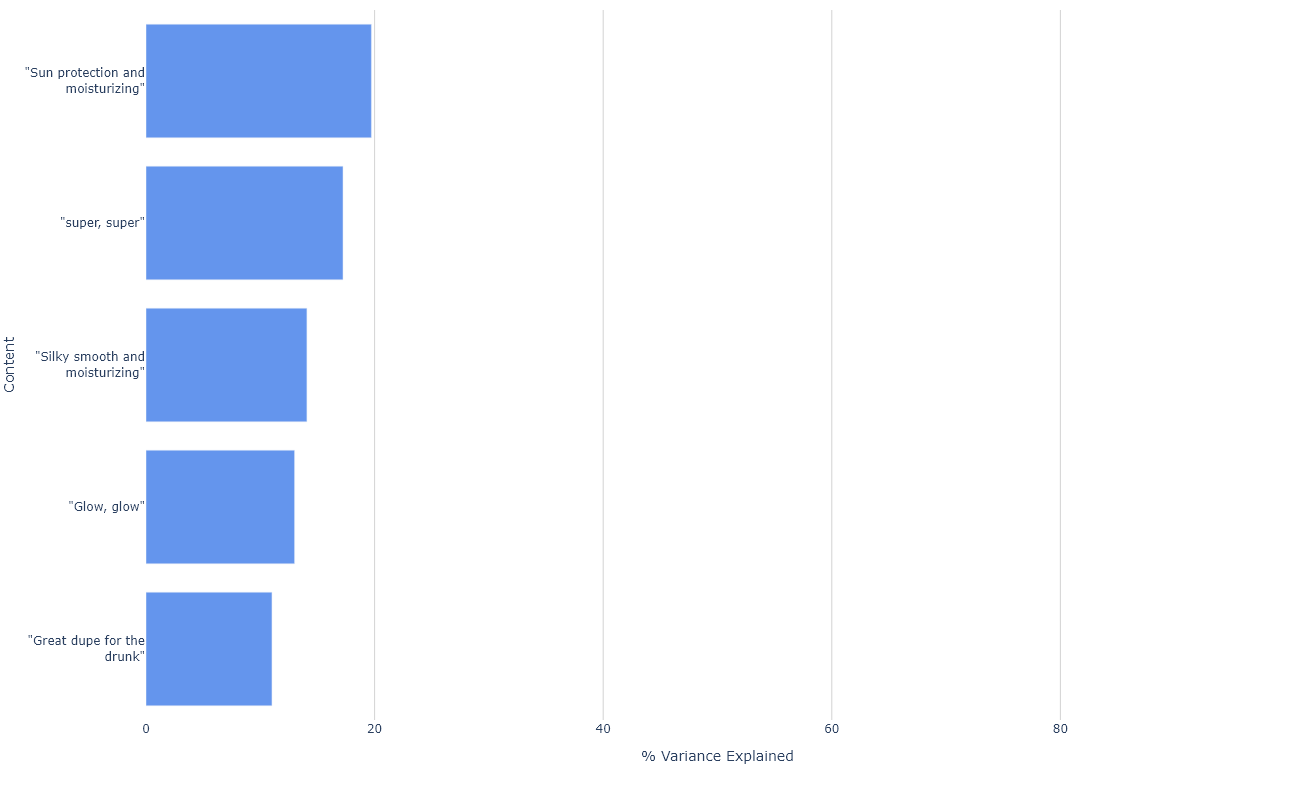 "Sun protection and
moisturizing"
"super, super"
"Silky smooth and
moisturizing"
"Glow, glow"
"Great dupe for the
drunk"
Content
0 20 40 60 80
% Variance Explained